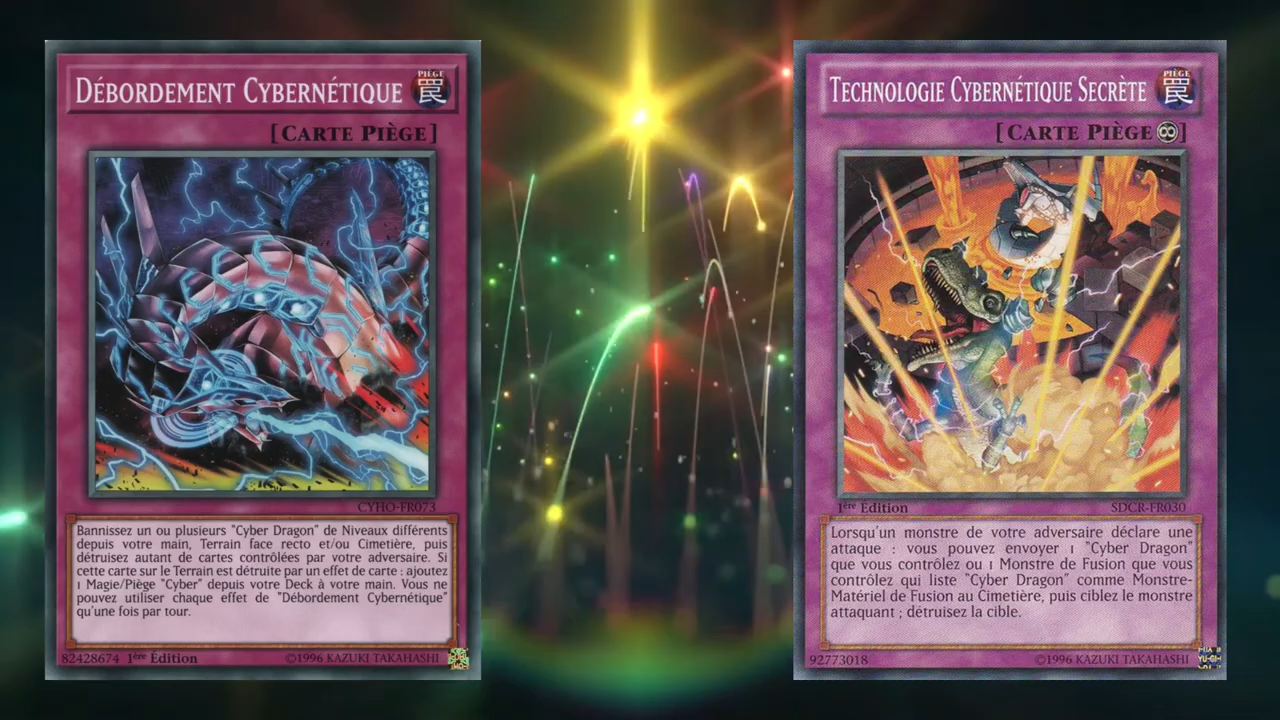 DÉBORDEMENT CYBERNÉTIQUE
PIÈGE
罠
[CARTE PIÈGE]
CYHO-FR073
Bannissez un ou plusieurs "Cyber Dragon" de Niveaux différents
depuis votre main, Terrain face recto et/ou Cimetière, puis
détruisez autant de cartes contrôlées par votre adversaire. Si
cette carte sur le Terrain est détruite par un effet de carte : ajoutez
1 Magie/Piège "Cyber" depuis votre Deck à votre main. Vous ne
pouvez utiliser chaque effet de "Débordement Cybernétique"
qu'une fois par tour.
82428674 1ère Édition ©1996 KAZUKI TAKAHASHI
TECHNOLOGIE CYBERNÉTIQUE SECRÈTE
PIÈGE
罠
[CARTE PIÈGE]
1ère Édition SDCR-FR030
Lorsqu'un monstre de votre adversaire déclare une
attaque : vous pouvez envoyer 1 "Cyber Dragon"
que vous contrôlez ou 1 Monstre de Fusion que vous
contrôlez qui liste "Cyber Dragon" comme Monstre-
Matériel de Fusion au Cimetière, puis ciblez le monstre
attaquant ; détruisez la cible.
92773018 ©1996 KAZUKI TAKAHASHI